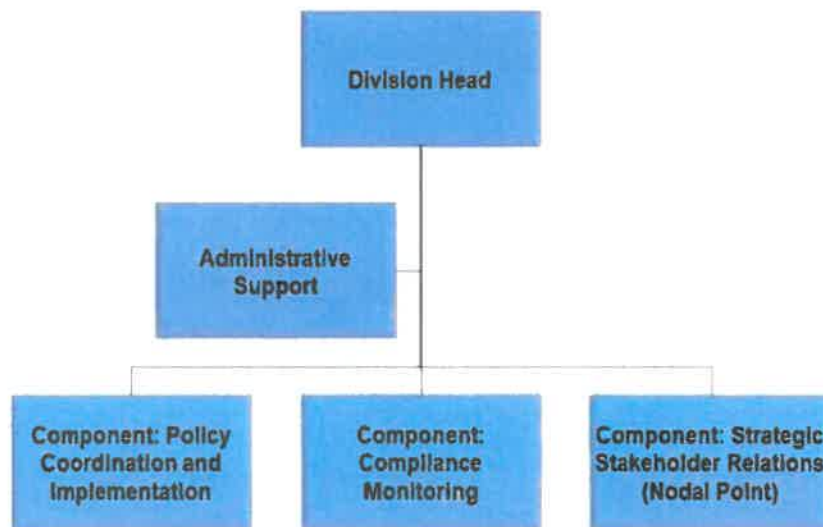 Division Head
Administrative
Support
Component: Policy
Coordination and
Implementation
Component:
Compliance
Monitoring
Component: Strategic
Stakeholder Relations
(Nodal Point)